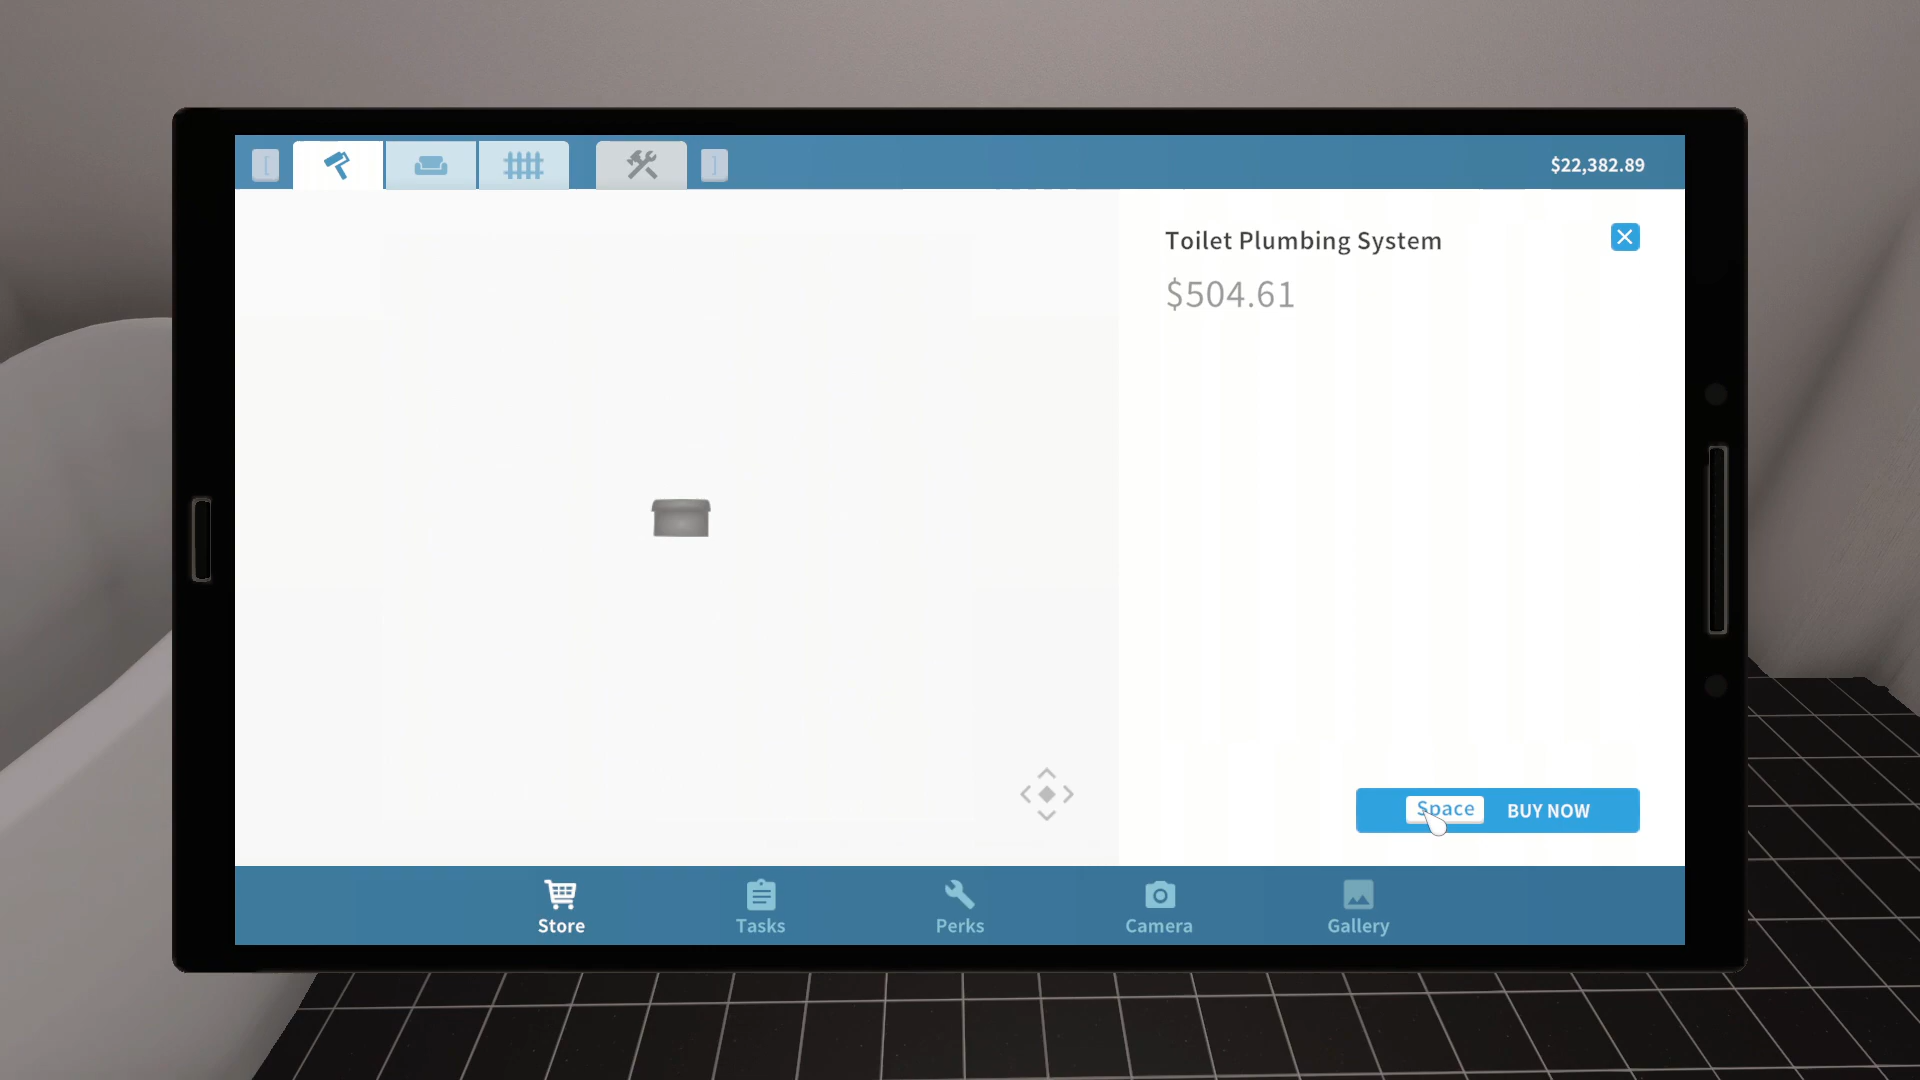 [
]
$22,382.89
Toilet Plumbing System
$504.61
Space BUY NOW
Store
Tasks
Perks
Camera
Gallery